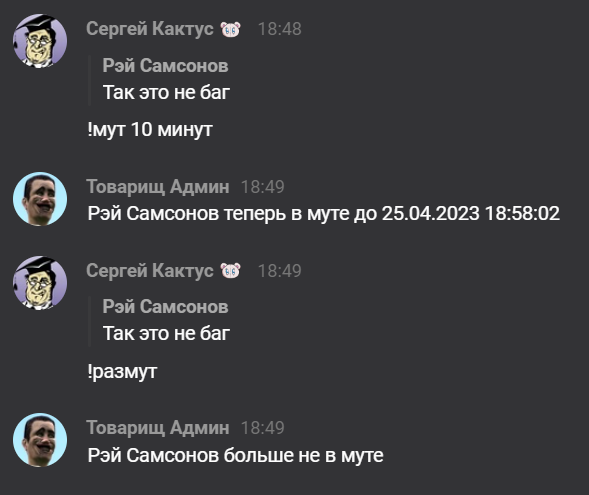 Сергей Кактус 18:48
Рэй Самсонов
Так это не баг
!мут 10 минут
Товарищ Админ 18:49
Рэй Самсонов теперь в муте до 25.04.2023 18:58:02
Сергей Кактус 18:49
Рэй Самсонов
Так это не баг
!размут
Товарищ Админ 18:49
Рэй Самсонов больше не в муте